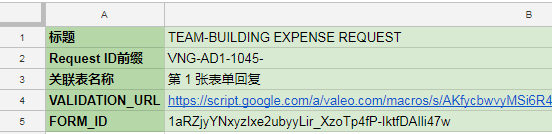 A B
1 标题 TEAM-BUILDING EXPENSE REQUEST
2 Request ID前缀 VNG-AD1-1045-
3 关联表名称 第 1 张表单回复
4 VALIDATION_URL https://script.google.com/a/valeo.com/macros/s/AKfycbwvyMSi6R4
5 FORM_ID 1aRZjyYNxyzIxe2ubyyLir_XzoTp4fP-IktfDAIIi47w